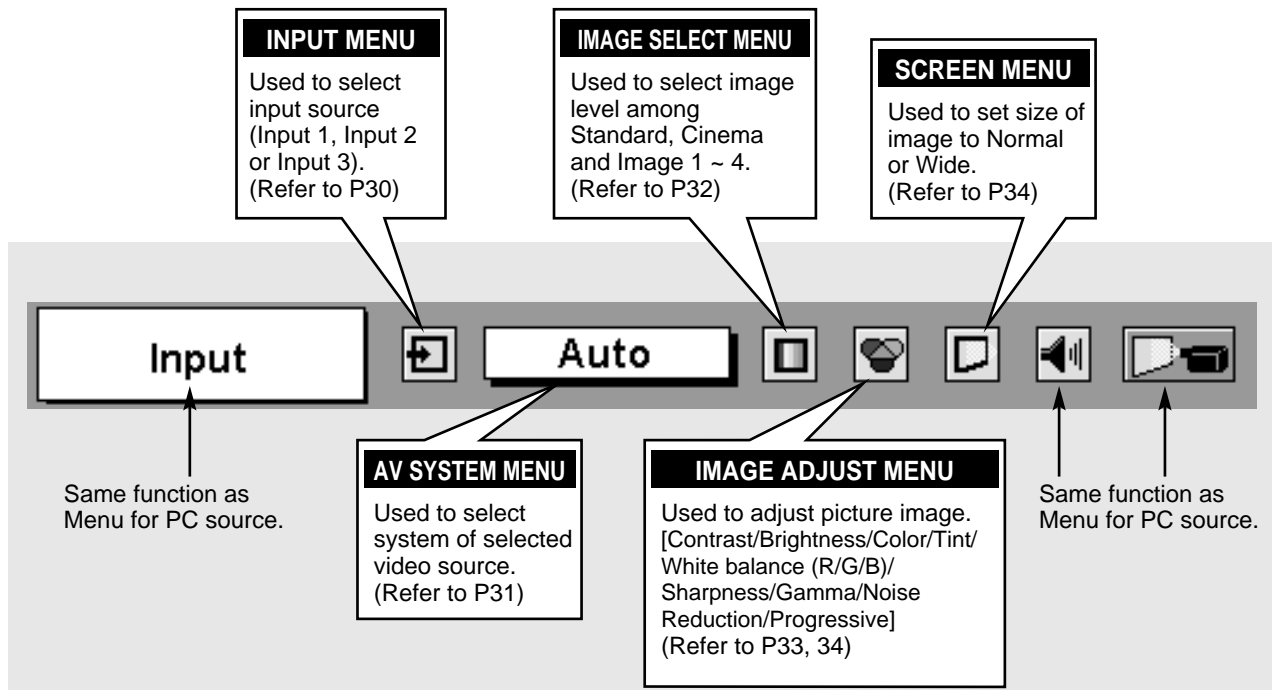 INPUT MENU
Used to select
input source
(Input 1, Input 2
or Input 3).
(Refer to P30)
IMAGE SELECT MENU
Used to select image
level among
Standard, Cinema
and Image 1 ~ 4.
(Refer to P32)
SCREEN MENU
Used to set size of
image to Normal
or Wide.
(Refer to P34)
Input
Auto
Same function as
Menu for PC source.
AV SYSTEM MENU
Used to select
system of selected
video source.
(Refer to P31)
IMAGE ADJUST MENU
Used to adjust picture image.
[Contrast/Brightness/Color/Tint/
White balance (R/G/B)/
Sharpness/Gamma/Noise
Reduction/Progressive]
(Refer to P33, 34)
Same function as
Menu for PC source.